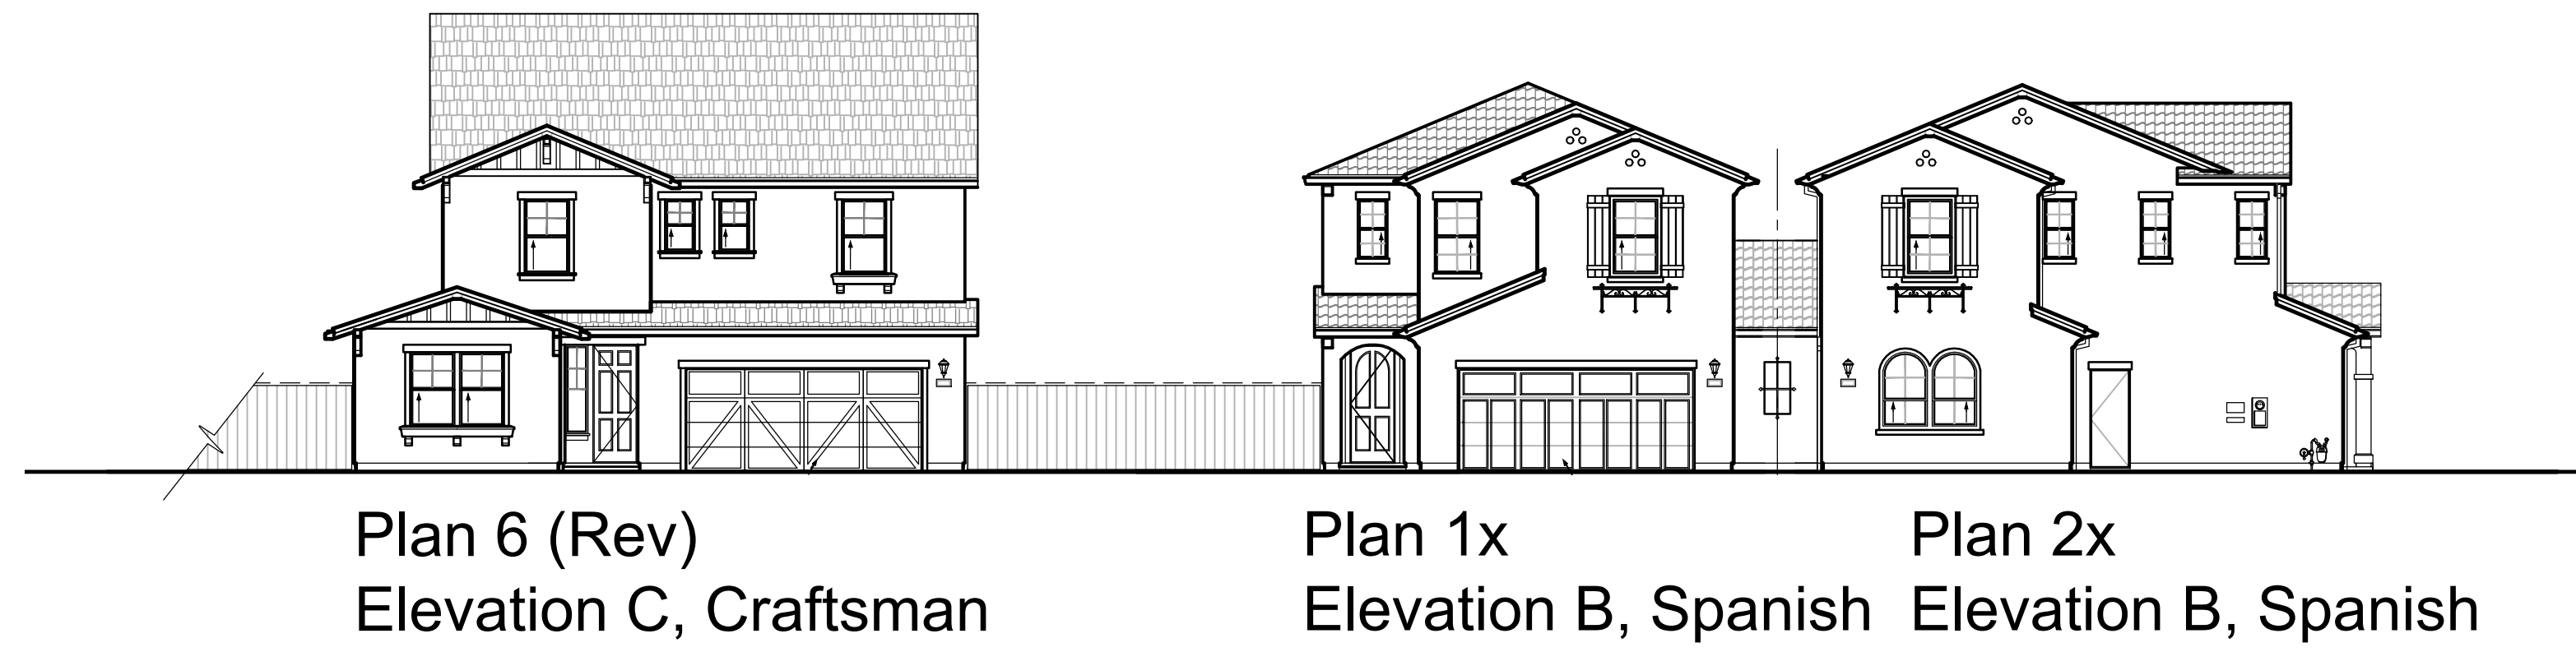 Plan 6 (Rev)
Elevation C, Craftsman
Plan 1x
Elevation B, Spanish
Plan 2x
Elevation B, Spanish